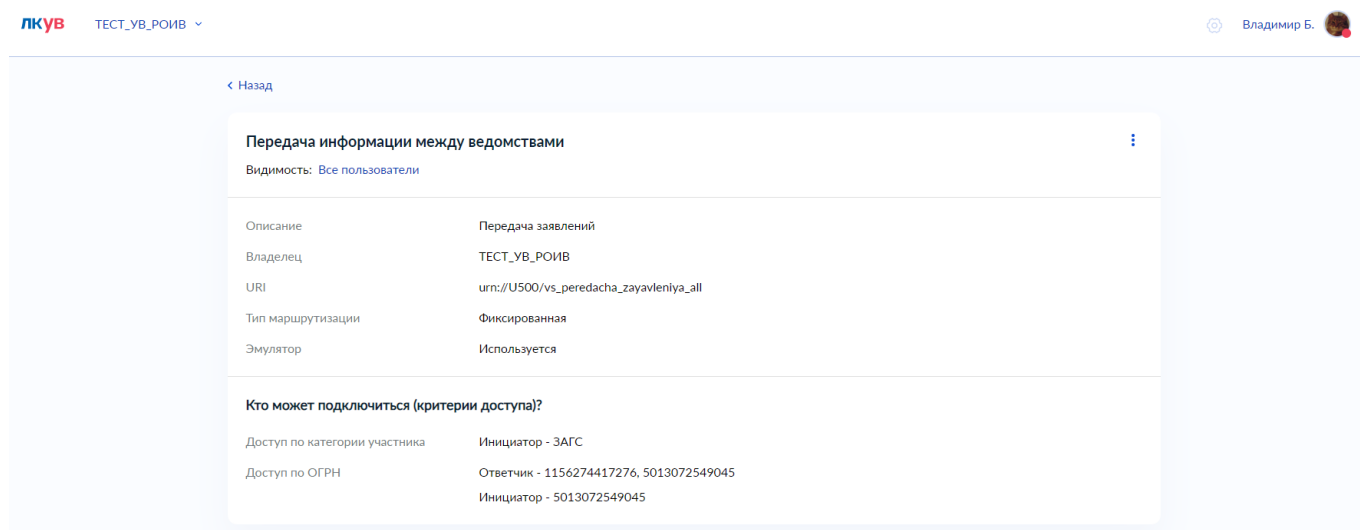 ЛКУВ ТЕСТ_УВ_РОИВ Владимир Б.
Назад
Передача информации между ведомствами
Видимость: Все пользователи
Описание Передача заявлений
Владелец ТЕСТ_УВ_РОИВ
URI urn://U500/vs_peredacha_zayavleniya_all
Тип маршрутизации Фиксированная
Эмулятор Используется
Кто может подключиться (критерии доступа)?
Доступ по категории участника Инициатор - ЗАГС
Доступ по ОГРН Ответчик - 1156274417276, 5013072549045
Инициатор - 5013072549045